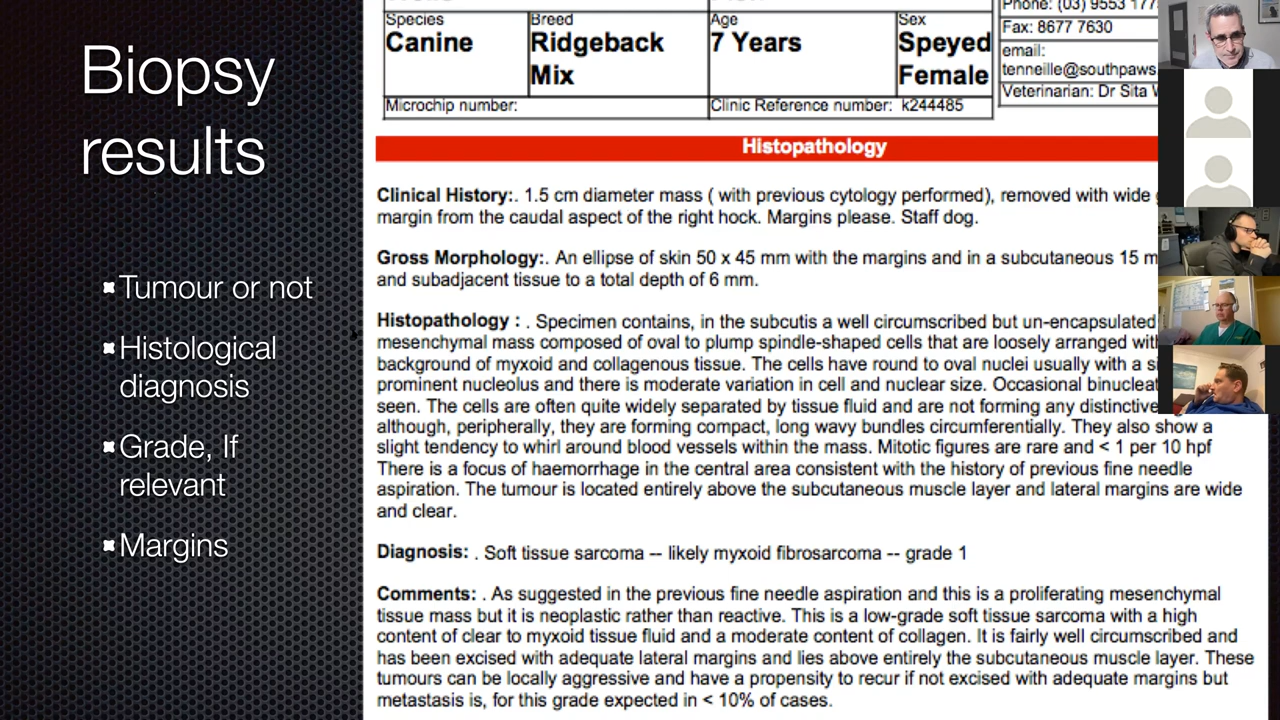 Biopsy
results
Tumour or not
Histological
diagnosis
Grade, If
relevant
Margins
Species
Canine
Breed
Ridgeback
Mix
Age
7 Years
Sex
Speyed
Female
Microchip number:
Clinic Reference number: k244485
Phone: (03) 9553 177
Fax: 8677 7630
email:
tenneille@southpaws.
Veterinarian: Dr Sita
Histopathology
Clinical History:. 1.5 cm diameter mass ( with previous cytology performed), removed with wide
margin from the caudal aspect of the right hock. Margins please. Staff dog.
Gross Morphology:. An ellipse of skin 50 x 45 mm with the margins and in a subcutaneous 15 m
and subadjacent tissue to a total depth of 6 mm.
Histopathology : . Specimen contains, in the subcutis a well circumscribed but un-encapsulated
mesenchymal mass composed of oval to plump spindle-shaped cells that are loosely arranged with
background of myxoid and collagenous tissue. The cells have round to oval nuclei usually with a si
prominent nucleolus and there is moderate variation in cell and nuclear size. Occasional binucleat
seen. The cells are often quite widely separated by tissue fluid and are not forming any distinctive
although, peripherally, they are forming compact, long wavy bundles circumferentially. They also show a
slight tendency to whirl around blood vessels within the mass. Mitotic figures are rare and < 1 per 10 hpf
There is a focus of haemorrhage in the central area consistent with the history of previous fine needle
aspiration. The tumour is located entirely above the subcutaneous muscle layer and lateral margins are wide
and clear.
Diagnosis: . Soft tissue sarcoma -- likely myxoid fibrosarcoma -- grade 1
Comments: . As suggested in the previous fine needle aspiration and this is a proliferating mesenchymal
tissue mass but it is neoplastic rather than reactive. This is a low-grade soft tissue sarcoma with a high
content of clear to myxoid tissue fluid and a moderate content of collagen. It is fairly well circumscribed and
has been excised with adequate lateral margins and lies above entirely the subcutaneous muscle layer. These
tumours can be locally aggressive and have a propensity to recur if not excised with adequate margins but
metastasis is, for this grade expected in < 10% of cases.